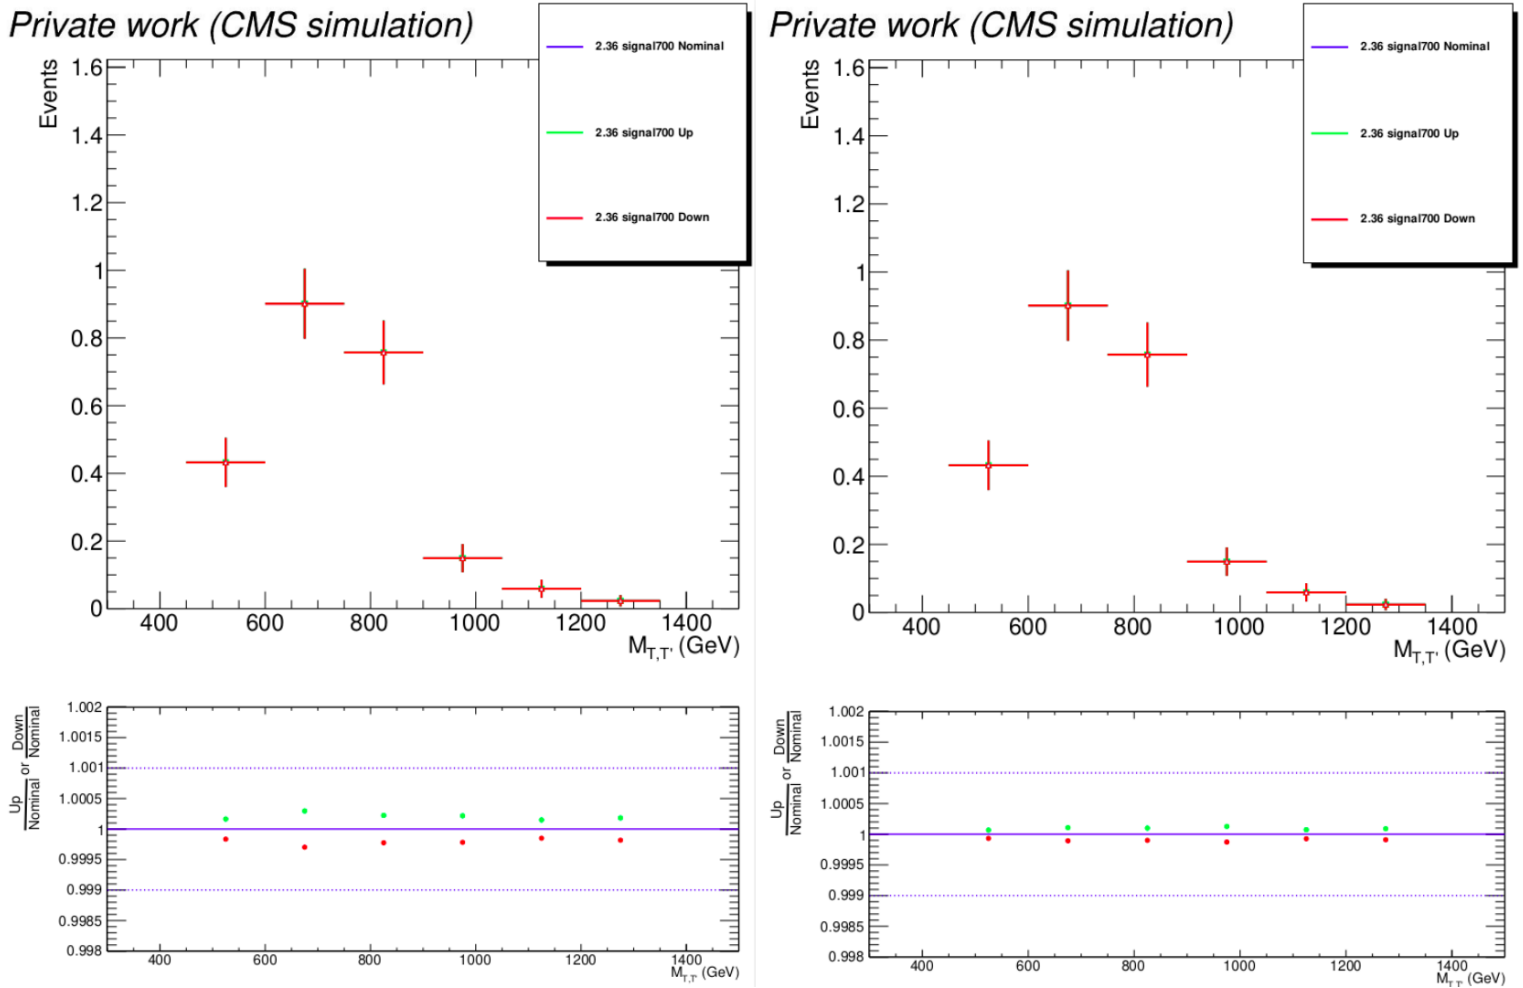 Private work (CMS simulation)
2.36 signal700 Nominal
2.36 signal700 Up
2.36 signal700 Down
Events
1.6
1.4
1.2
1
0.8
0.6
0.4
0.2
0
400 600 800 1000 1200 1400
M_T,T' (GeV)
Up
Nominal
or
Down
Nominal
1.002
1.0015
1.001
1.0005
1
0.9995
0.999
0.9985
0.998
400 600 800 1000 1200 1400
M_T,T' (GeV)
Private work (CMS simulation)
2.36 signal700 Nominal
2.36 signal700 Up
2.36 signal700 Down
Events
1.6
1.4
1.2
1
0.8
0.6
0.4
0.2
0
400 600 800 1000 1200 1400
M_T,T' (GeV)
Up
Nominal
or
Down
Nominal
1.002
1.0015
1.001
1.0005
1
0.9995
0.999
0.9985
0.998
400 600 800 1000 1200 1400
M_T,T' (GeV)